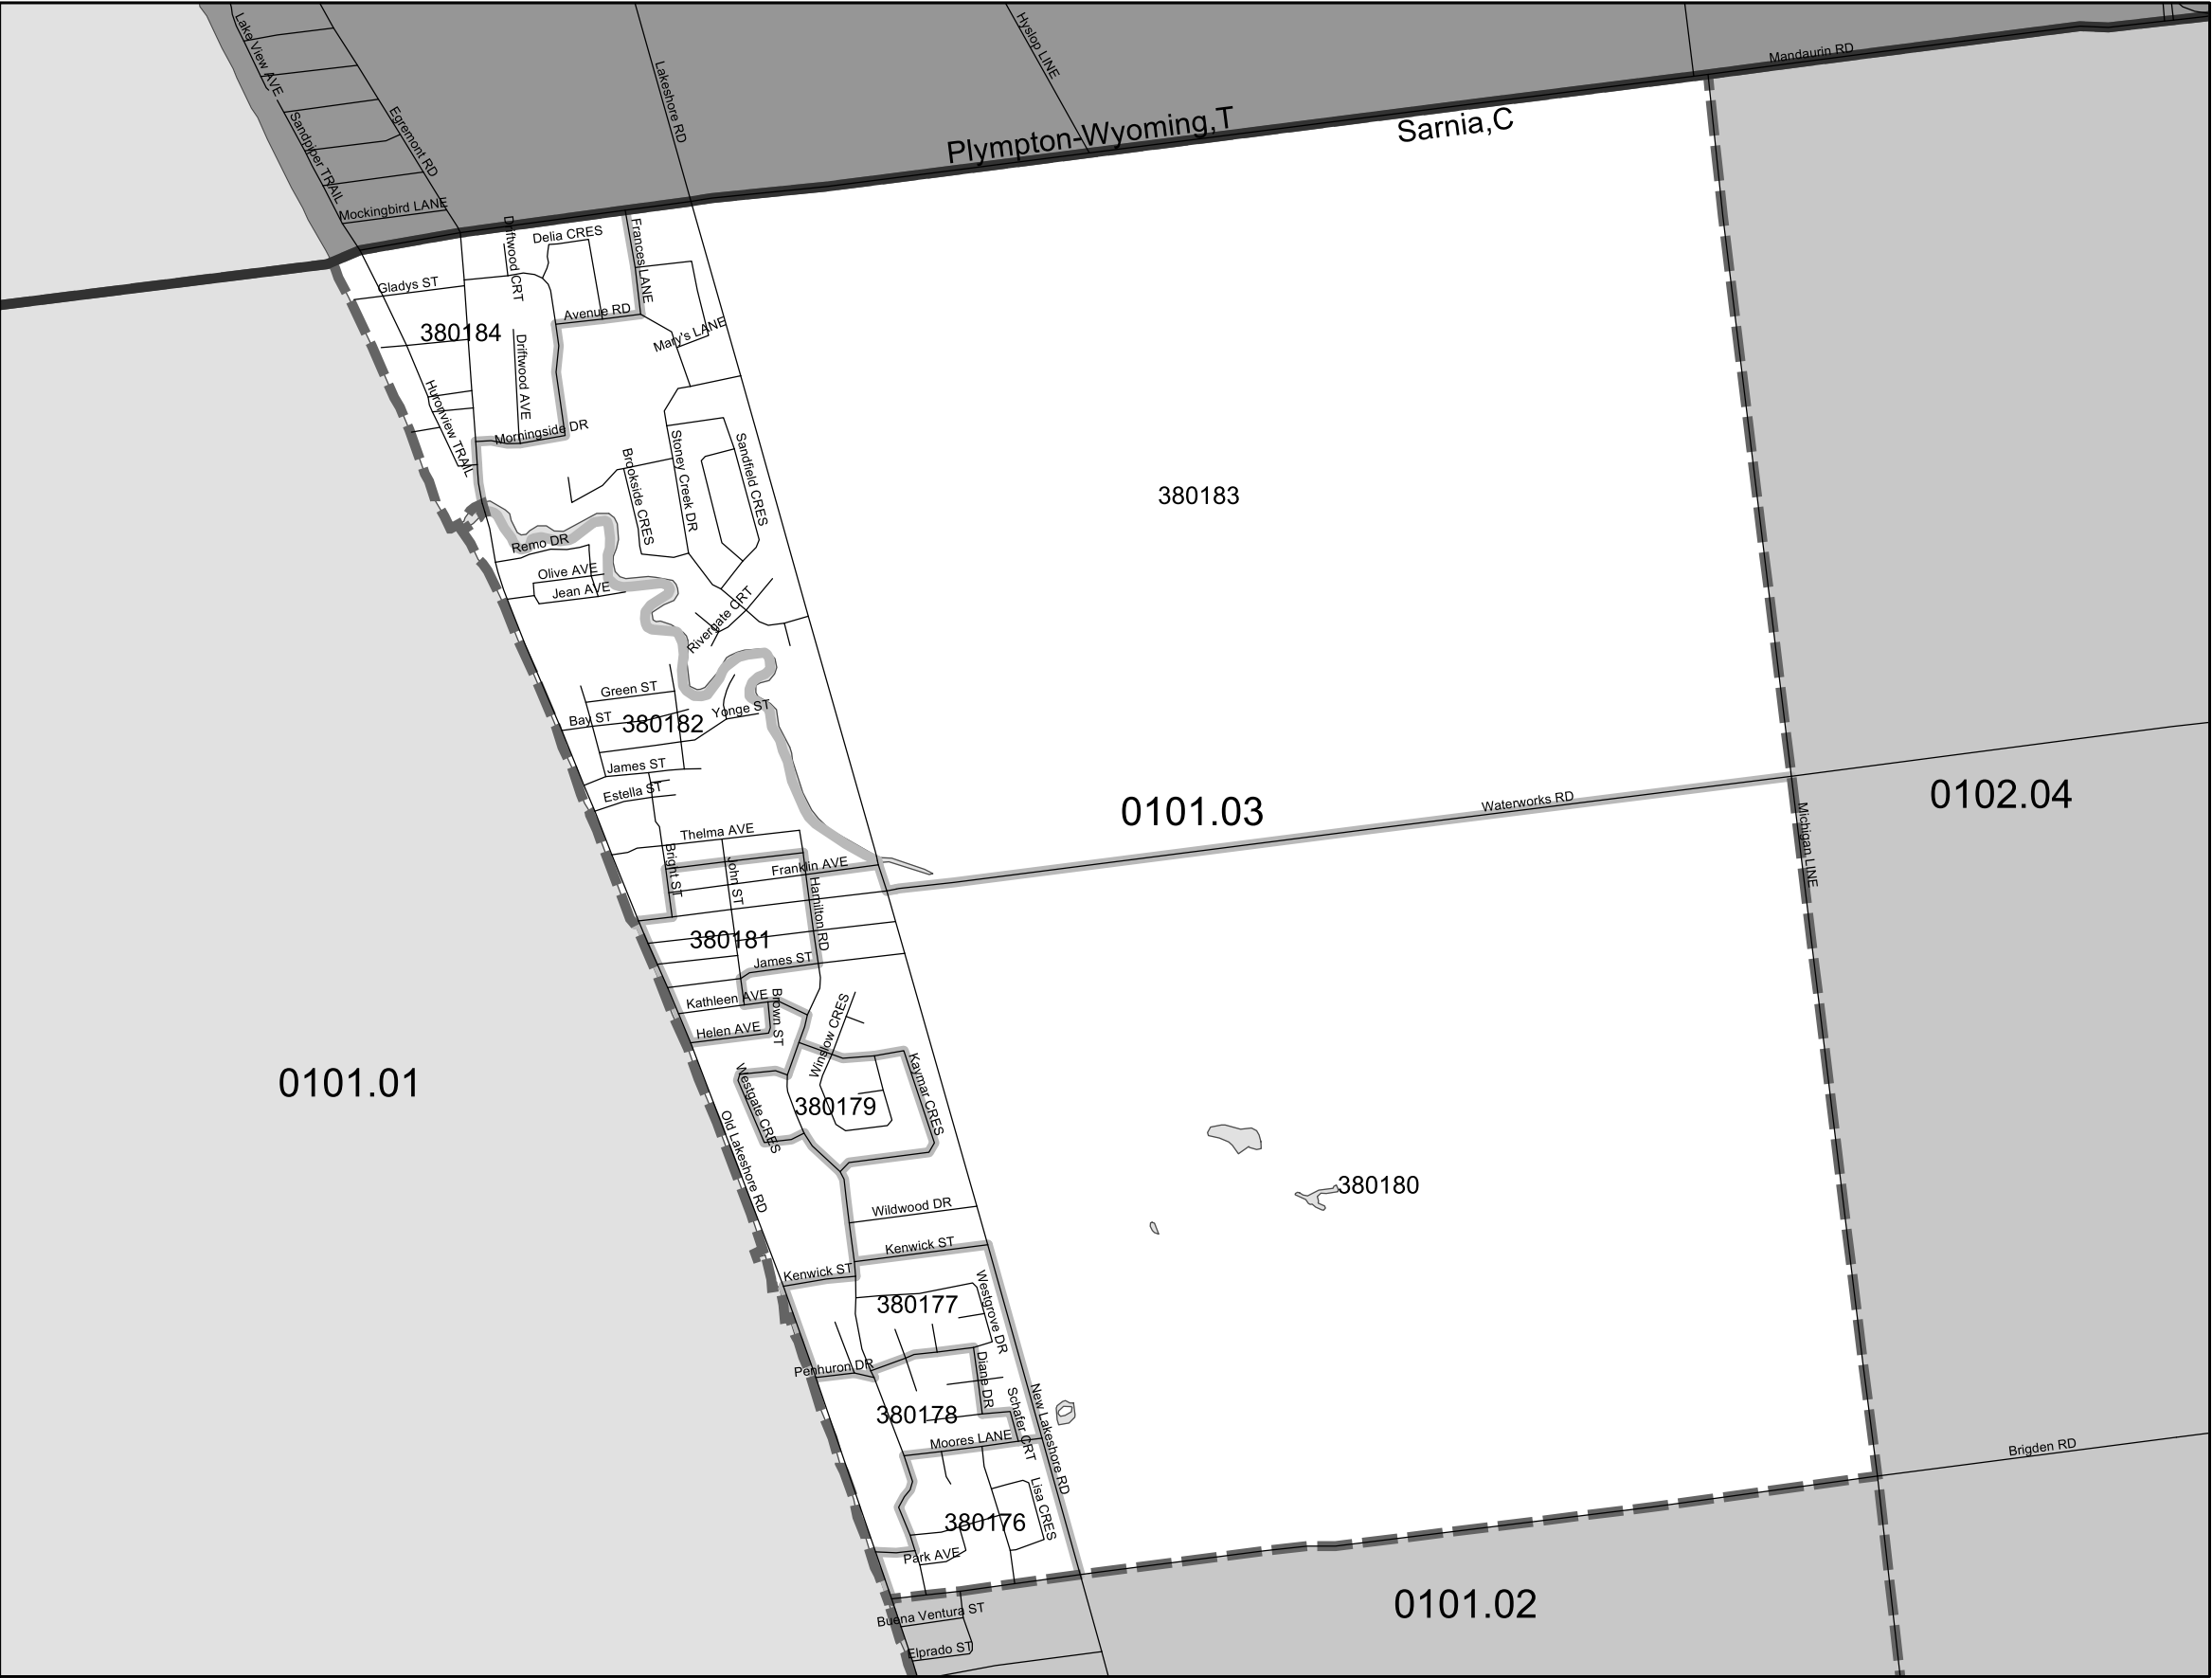 Lake View AVE
Hyslop LINE
Mandaurin RD
Lakeshore RD
Egremont RD
Sandpiper TRAIL
Plympton-Wyoming,T
Sarnia,C
Mockingbird LANE
Driftwood CRT
Delia CRES
Frances LANE
Gladys ST
Avenue RD
380184
Mary's LANE
Driftwood AVE
Huronview TRAIL
Morningside DR
Brookside CRES
Stoney Creek DR
Sandfield CRES
380183
Remo DR
Olive AVE
Jean AVE
Rivergate CRT
Green ST
Bay ST
380182
Yonge ST
James ST
Estella ST
0101.03
Waterworks RD
0102.04
Michigan LINE
Thelma AVE
Bright ST
John ST
Franklin AVE
Hamilton RD
380181
James ST
Kathleen AVE
Brown ST
Helen AVE
Winslow CRES
0101.01
Westgate CRES
380179
Kaymar CRES
Old Lakeshore RD
380180
Wildwood DR
Kenwick ST
Kenwick ST
380177
Westgrove DR
Penhuron DR
Diane DR
380178
Schafer CRT
New Lakeshore RD
Moores LANE
Brigden RD
Lisa CRES
380176
Park AVE
0101.02
Buena Ventura ST
Elprado ST